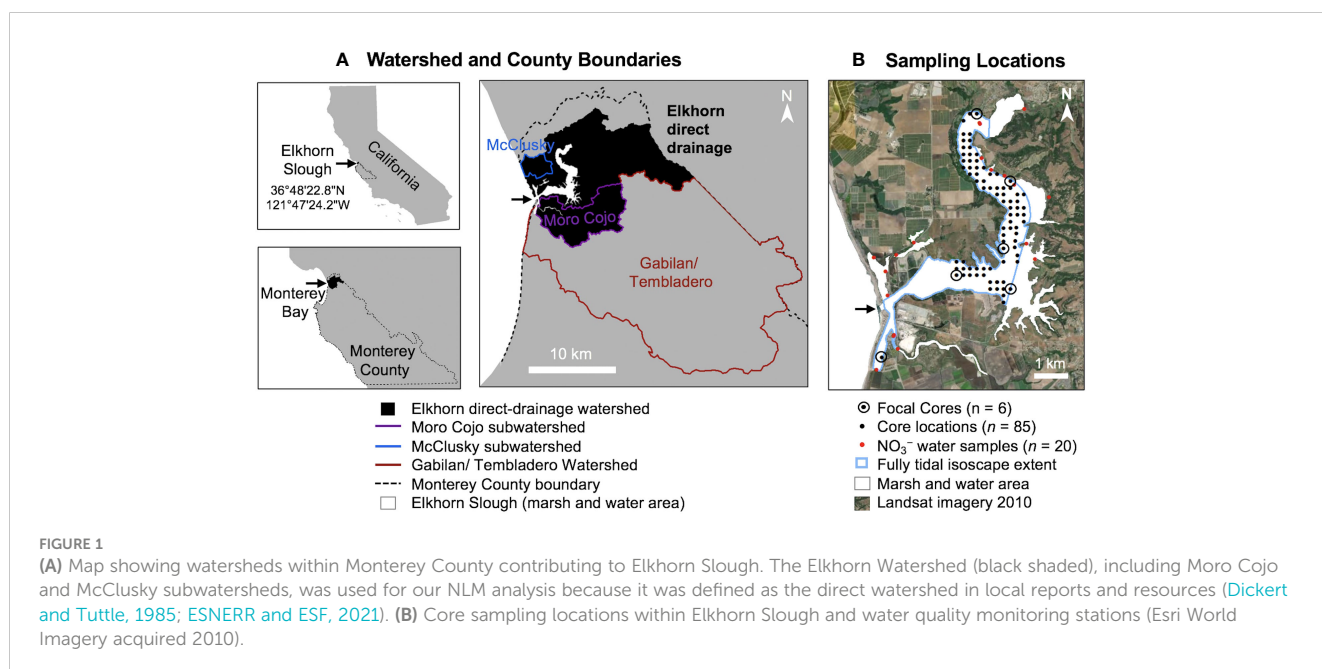 A Watershed and County Boundaries
Elkhorn
Slough
36°48'22.8"N
121°47'24.2"W
California
Monterey
Bay
Monterey
County
N
Elkhorn
direct
drainage
McClusky
Moro Cojo
Gabilan/
Tembladero
10 km
Elkhorn direct-drainage watershed
Moro Cojo subwatershed
McClusky subwatershed
Gabilan/ Tembladero Watershed
Monterey County boundary
Elkhorn Slough (marsh and water area)
B Sampling Locations
N
1 km
Focal Cores (n = 6)
Core locations (n = 85)
NO₃⁻ water samples (n = 20)
Fully tidal isoscape extent
Marsh and water area
Landsat imagery 2010
FIGURE 1
(A) Map showing watersheds within Monterey County contributing to Elkhorn Slough. The Elkhorn Watershed (black shaded), including Moro Cojo
and McClusky subwatersheds, was used for our NLM analysis because it was defined as the direct watershed in local reports and resources (Dickert
and Tuttle, 1985; ESNERR and ESF, 2021). (B) Core sampling locations within Elkhorn Slough and water quality monitoring stations (Esri World
Imagery acquired 2010).